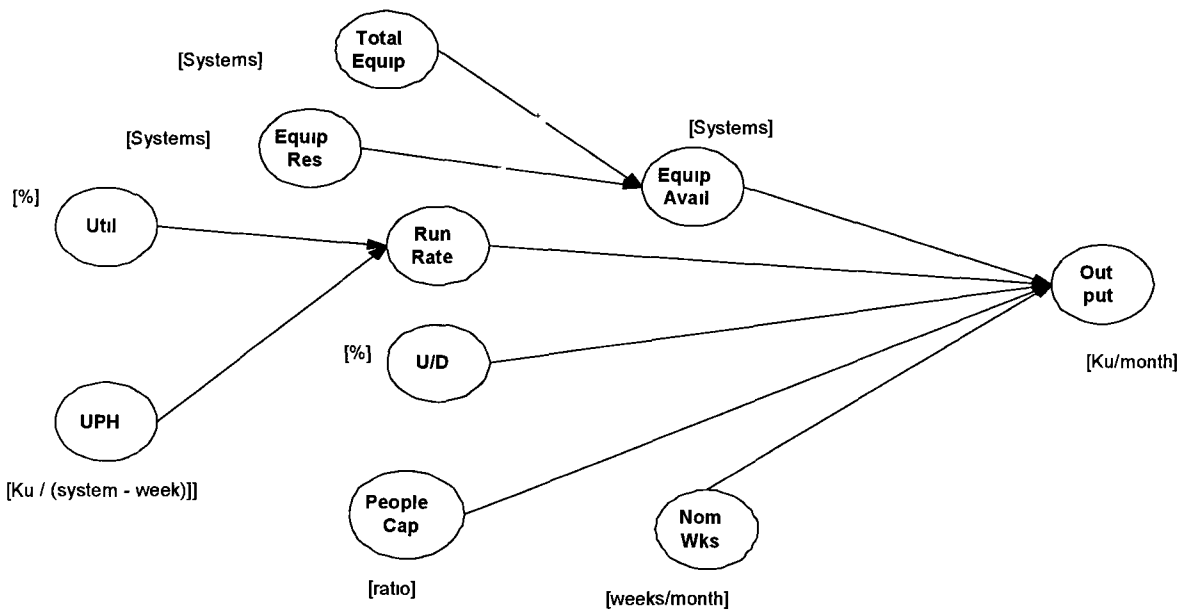 Total
Equip
[Systems]
Equip
Res
[Systems]
[Systems]
Equip
Avail
[%]
Util
Run
Rate
Out
put
[%]
U/D
[Ku/month]
UPH
[Ku / (system - week)]]
People
Cap
Nom
Wks
[ratio]
[weeks/month]